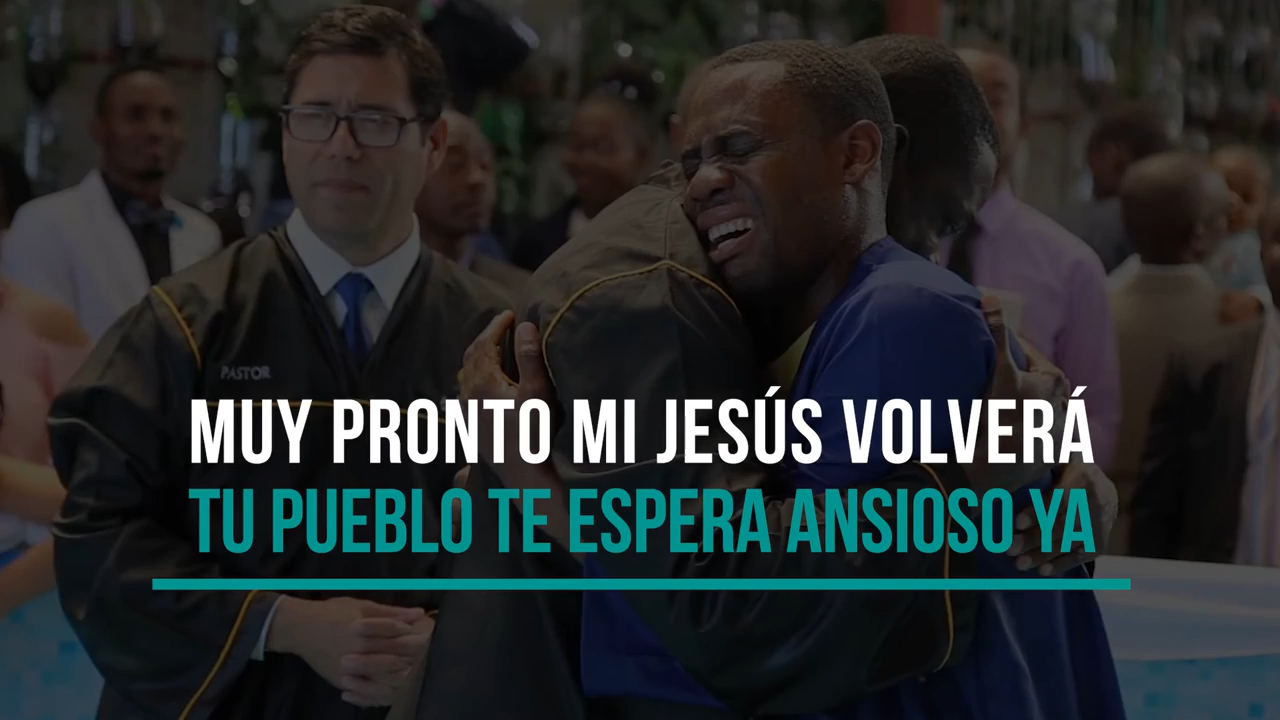 PASTOR
MUY PRONTO MI JESÚS VOLVERÁ
TU PUEBLO TE ESPERA ANSIOSO YA